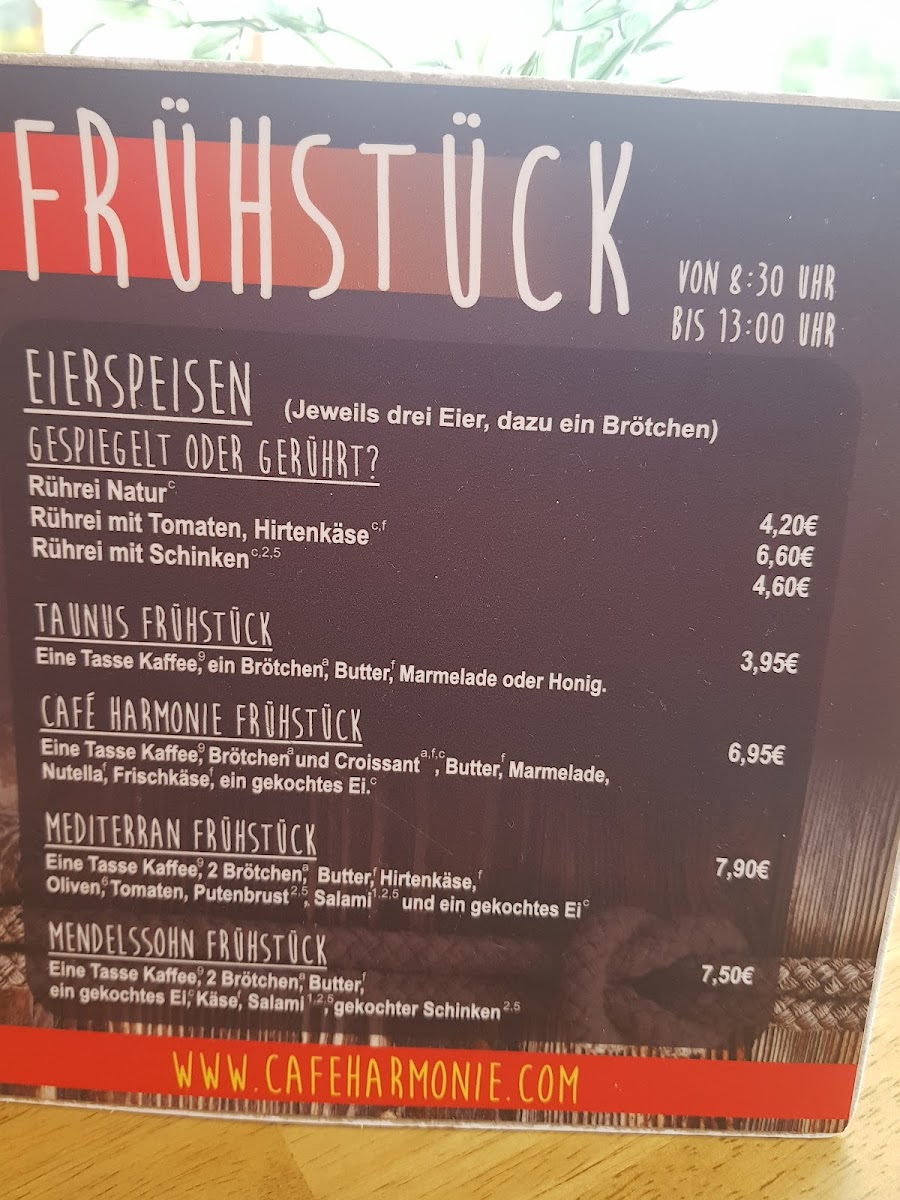 FRÜHSTÜCK
VON 8:30 UHR
BIS 13:00 UHR
EIERSPEISEN (Jeweils drei Eier, dazu ein Brötchen)
GESPIEGELT ODER GERÜHRT?
Rührei Natur c 4,20€
Rührei mit Tomaten, Hirtenkäse c,f 6,60€
Rührei mit Schinken c,2,5 4,60€
TAUNUS FRÜHSTÜCK
Eine Tasse Kaffee,9 ein Brötchen,a Butter,f Marmelade oder Honig. 3,95€
CAFÉ HARMONIE FRÜHSTÜCK
Eine Tasse Kaffee,9 Brötchen a und Croissant a,f,c, Butter,f Marmelade, 6,95€
Nutella,f Frischkäse,f ein gekochtes Ei.c
MEDITERRAN FRÜHSTÜCK
Eine Tasse Kaffee,9 2 Brötchen,a Butter,f Hirtenkäse,f 7,90€
Oliven,6 Tomaten, Putenbrust 2,5, Salami 1,2,5 und ein gekochtes Ei c
MENDELSSOHN FRÜHSTÜCK
Eine Tasse Kaffee,9 2 Brötchen,a Butter,f 7,50€
ein gekochtes Ei,c Käse,f Salami 1,2,5, gekochter Schinken 2,5
WWW.CAFEHARMONIE.COM